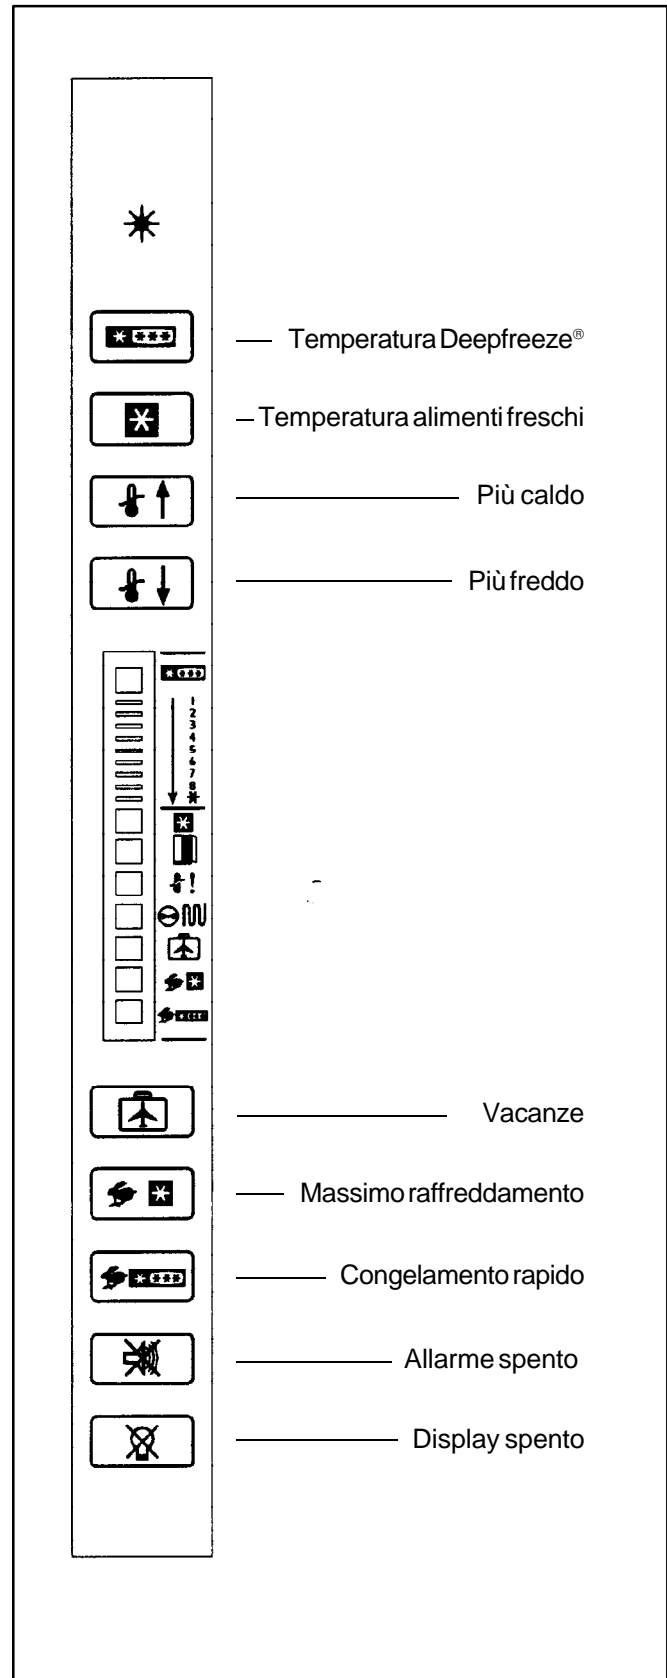 Temperatura Deepfreeze®
Temperatura alimenti freschi
Più caldo
Più freddo
1
2
3
4
5
6
7
8
Vacanze
Massimo raffreddamento
Congelamento rapido
Allarme spento
Display spento